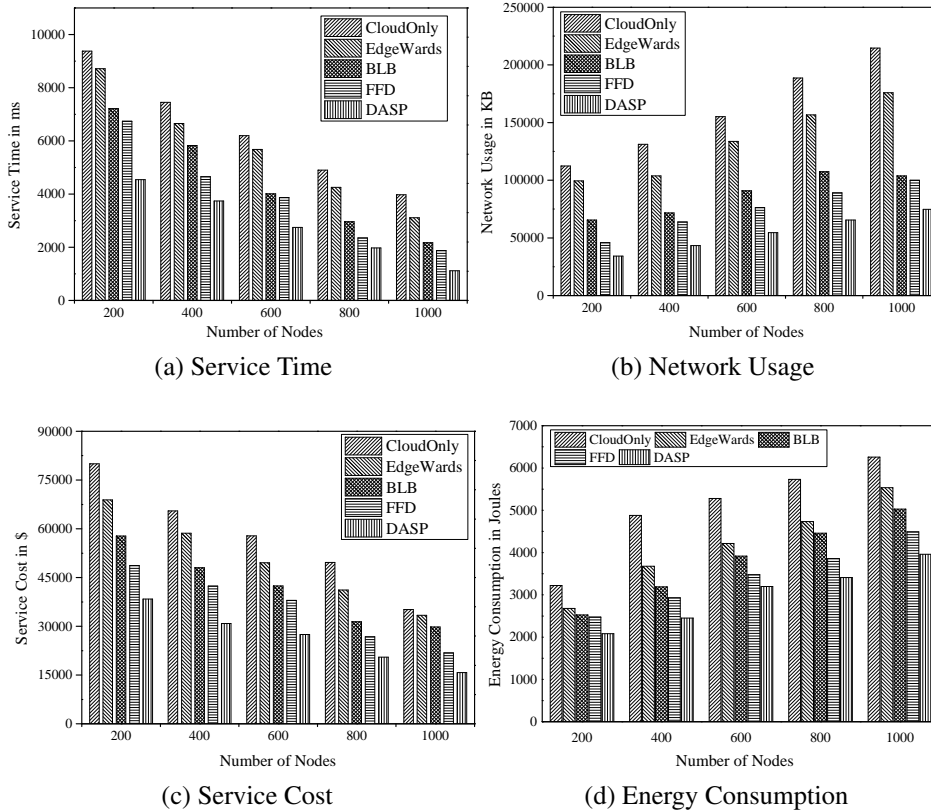 CloudOnly
EdgeWards
BLB
FFD
DASP
10000
8000
6000
4000
2000
0
Service Time in ms
200 400 600 800 1000
Number of Nodes
(a) Service Time
CloudOnly
EdgeWards
BLB
FFD
DASP
250000
200000
150000
100000
50000
0
Network Usage in KB
200 400 600 800 1000
Number of Nodes
(b) Network Usage
CloudOnly
EdgeWards
BLB
FFD
DASP
90000
75000
60000
45000
30000
15000
0
Service Cost in $
200 400 600 800 1000
Number of Nodes
(c) Service Cost
CloudOnly EdgeWards BLB
FFD DASP
7000
6000
5000
4000
3000
2000
1000
0
Energy Consumption in Joules
200 400 600 800 1000
Number of Nodes
(d) Energy Consumption